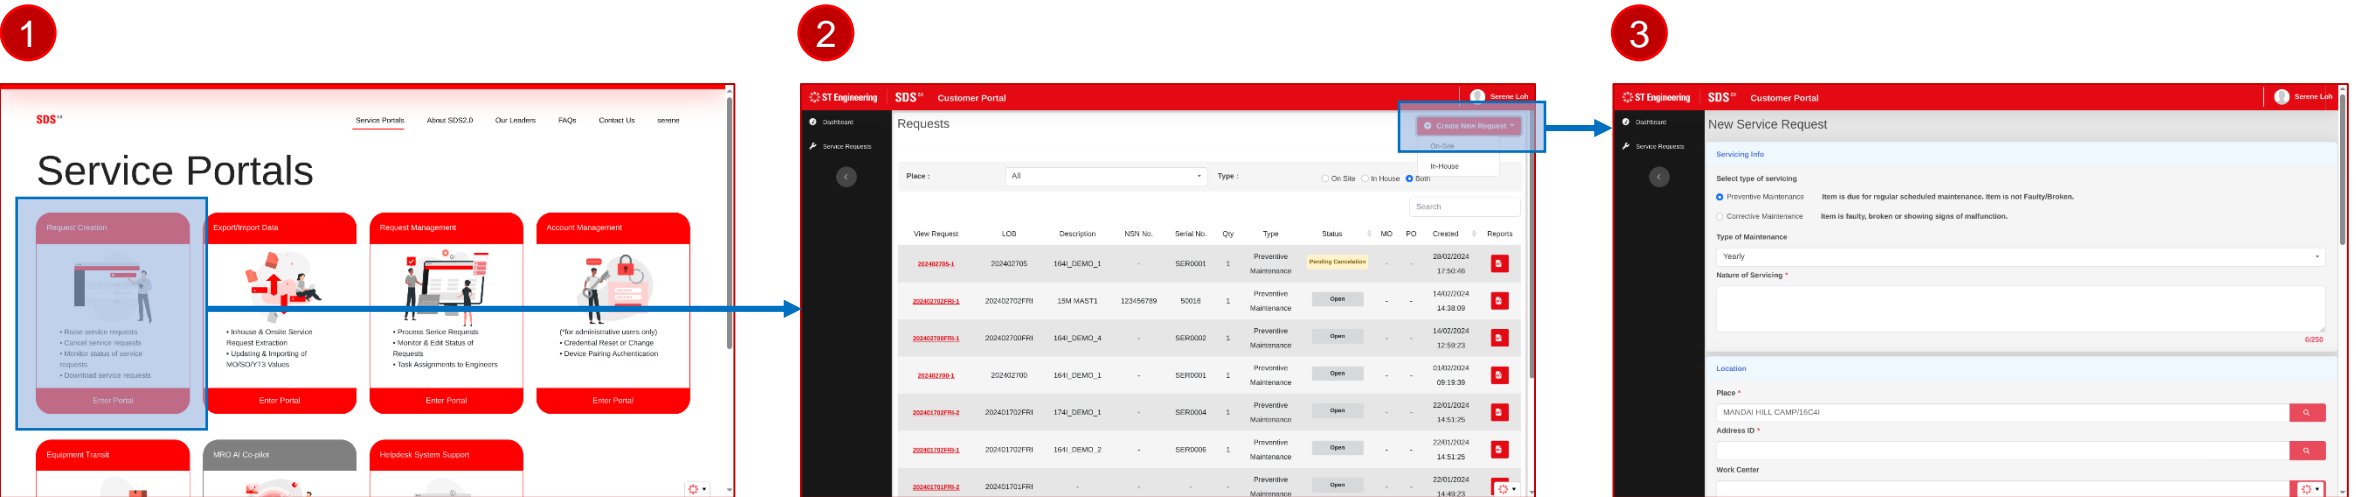 1
2
3
SDS2.0
Service Portals About SDS2.0 Our Leaders FAQs Contact Us serene
Service Portals
Request Creation
• Raise service requests
• Cancel service requests
• Monitor status of service
requests
• Download service requests
Enter Portal
Export/Import Data
• Inhouse & Onsite Service
Request Extraction
• Updating & Importing of
MO/SO/YT3 Values
Enter Portal
Request Management
• Process Serice Requests
• Monitor & Edit Status of
Requests
• Task Assignments to Engineers
Enter Portal
Account Management
(*for administrative users only)
• Credential Reset or Change
• Device Pairing Authentication
Enter Portal
Equipment Transit
MRO AI Co-pilot
Helpdesk System Support
ST Engineering SDS2.0 Customer Portal Serene Loh
Dashboard
Service Requests
Requests
Create New Request
On-Site
In-House
Place : All Type : On Site In House Both
Search
View Request LOB Description NSN No. Serial No. Qty Type Status MO PO Created Reports
202402705-1 202402705 164I_DEMO_1 - SER0001 1 Preventive Maintenance Pending Cancelation - - 28/02/2024 17:50:46
202402702FRI-1 202402702FRI 15M MAST1 123456789 50016 1 Preventive Maintenance Open - - 14/02/2024 14:38:09
202402700FRI-1 202402700FRI 164I_DEMO_4 - SER0002 1 Preventive Maintenance Open - - 14/02/2024 12:59:23
202402700-1 202402700 164I_DEMO_1 - SER0001 1 Preventive Maintenance Open - - 01/02/2024 09:19:39
202401702FRI-2 202401702FRI 174I_DEMO_1 - SER0004 1 Preventive Maintenance Open - - 22/01/2024 14:51:25
202401702FRI-1 202401702FRI 164I_DEMO_2 - SER0006 1 Preventive Maintenance Open - - 22/01/2024 14:51:25
202401701FRI-2 202401701FRI - - - - Preventive Maintenance Open - - 22/01/2024 14:49:23
ST Engineering SDS2.0 Customer Portal Serene Loh
Dashboard
Service Requests
New Service Request
Servicing Info
Select type of servicing
Preventive Maintenance Item is due for regular scheduled maintenance. Item is not Faulty/Broken.
Corrective Maintenance Item is faulty, broken or showing signs of malfunction.
Type of Maintenance
Yearly
Nature of Servicing *
0/250
Location
Place *
MANDAI HILL CAMP/16C4I
Address ID *
Work Center